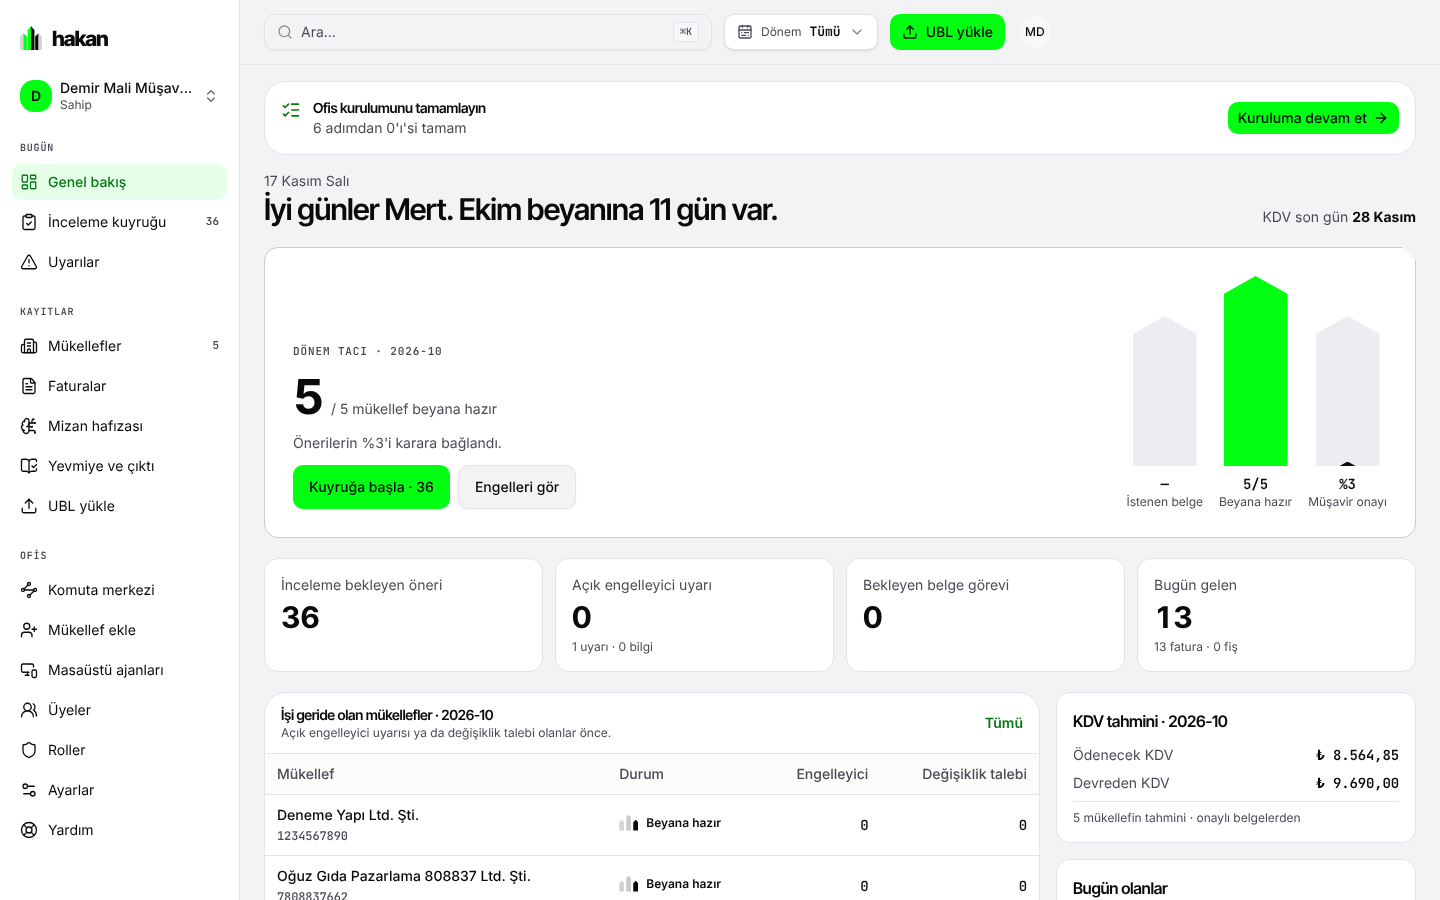 hakan
D
Demir Mali Müşav...
Sahip
BUGÜN
Genel bakış
İnceleme kuyruğu 36
Uyarılar
KAYITLAR
Mükellefler 5
Faturalar
Mizan hafızası
Yevmiye ve çıktı
UBL yükle
OFİS
Komuta merkezi
Mükellef ekle
Masaüstü ajanları
Üyeler
Roller
Ayarlar
Yardım
Ara... ⌘K
Dönem Tümü
UBL yükle
MD
Ofis kurulumunu tamamlayın
6 adımdan 0'ı'si tamam
Kuruluma devam et →
17 Kasım Salı
İyi günler Mert. Ekim beyanına 11 gün var.
KDV son gün 28 Kasım
DÖNEM TACI · 2026-10
5 / 5 mükellef beyana hazır
Önerilerin %3'i karara bağlandı.
Kuyruğa başla · 36
Engelleri gör
– 5/5 %3
İstenen belge Beyana hazır Müşavir onayı
İnceleme bekleyen öneri
36
Açık engelleyici uyarı
0
1 uyarı · 0 bilgi
Bekleyen belge görevi
0
Bugün gelen
13
13 fatura · 0 fiş
İşi geride olan mükellefler · 2026-10
Açık engelleyici uyarısı ya da değişiklik talebi olanlar önce.
Tümü
Mükellef Durum Engelleyici Değişiklik talebi
Deneme Yapı Ltd. Şti.
1234567890
Beyana hazır 0 0
Oğuz Gıda Pazarlama 808837 Ltd. Şti.
7808837662
Beyana hazır 0 0
KDV tahmini · 2026-10
Ödenecek KDV ₺ 8.564,85
Devreden KDV ₺ 9.690,00
5 mükellefin tahmini · onaylı belgelerden
Bugün olanlar